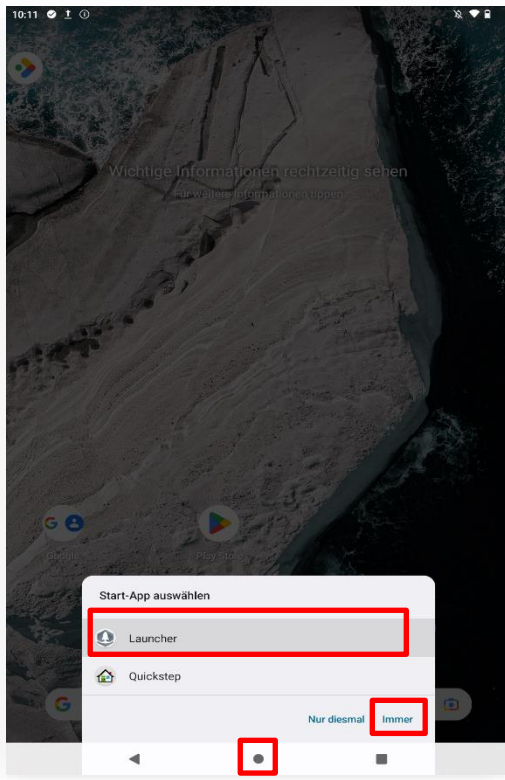 10:11
Wichtige Informationen rechtzeitig sehen
Für weitere Informationen tippen
Google
Play Store
Start-App auswählen
Launcher
Quickstep
Nur diesmal Immer